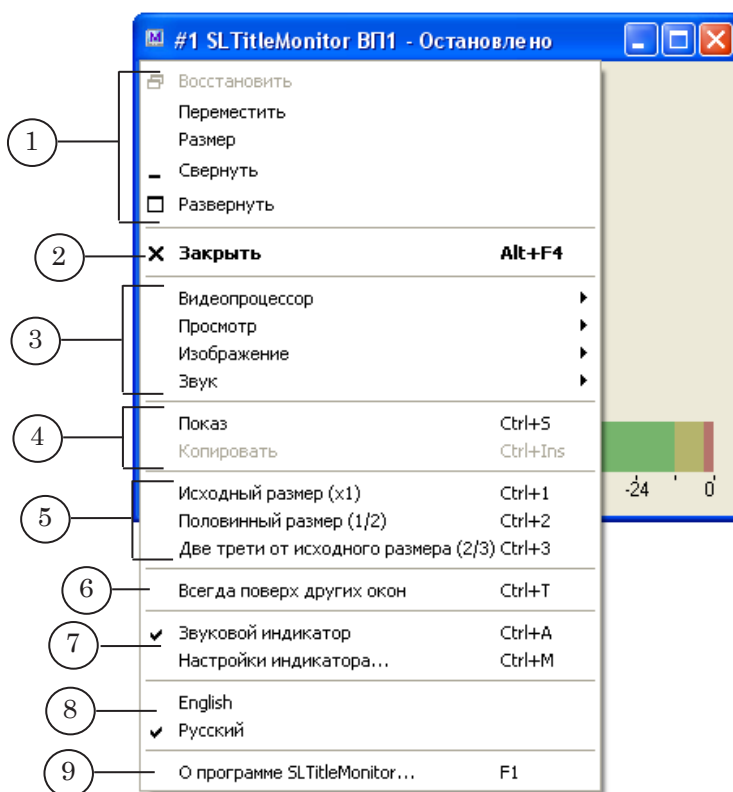 #1 SLTitleMonitor ВП1 - Остановлено
Восстановить
Переместить
Размер
1
Свернуть
Развернуть
2
Закрыть Alt+F4
Видеопроцессор
Просмотр
3
Изображение
Звук
Показ Ctrl+S
4
Копировать Ctrl+Ins
-24 0
Исходный размер (x1) Ctrl+1
5
Половинный размер (1/2) Ctrl+2
Две трети от исходного размера (2/3) Ctrl+3
6
Всегда поверх других окон Ctrl+T
7
Звуковой индикатор Ctrl+A
Настройки индикатора... Ctrl+M
8
English
Русский
9
О программе SLTitleMonitor... F1